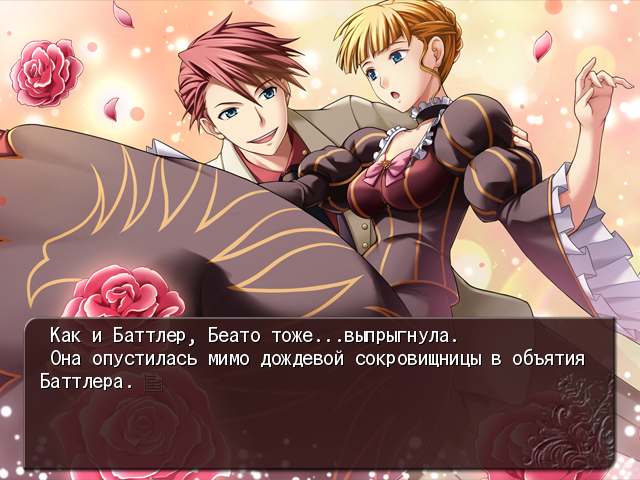 Как и Баттлер, Беато тоже...выпрыгнула.
Она опустилась мимо дождевой сокровищницы в объятия
Баттлера.